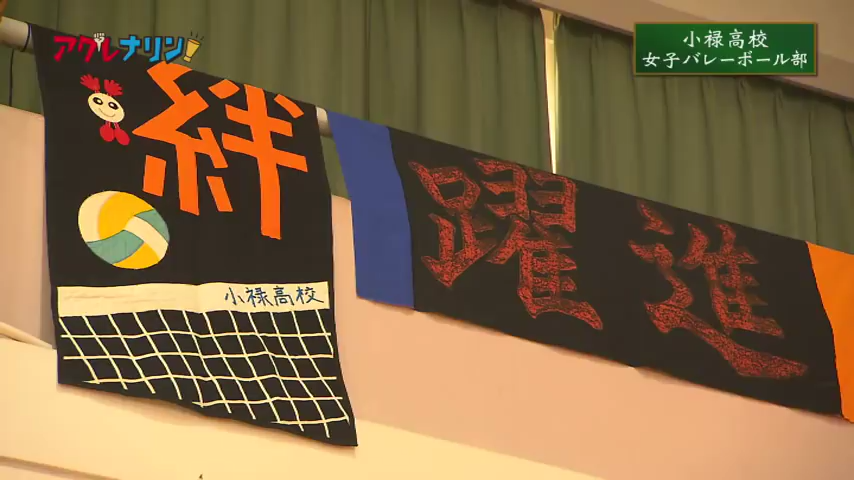 アグレナリン!
小禄高校
女子バレーボール部
絆
小禄高校
躍進